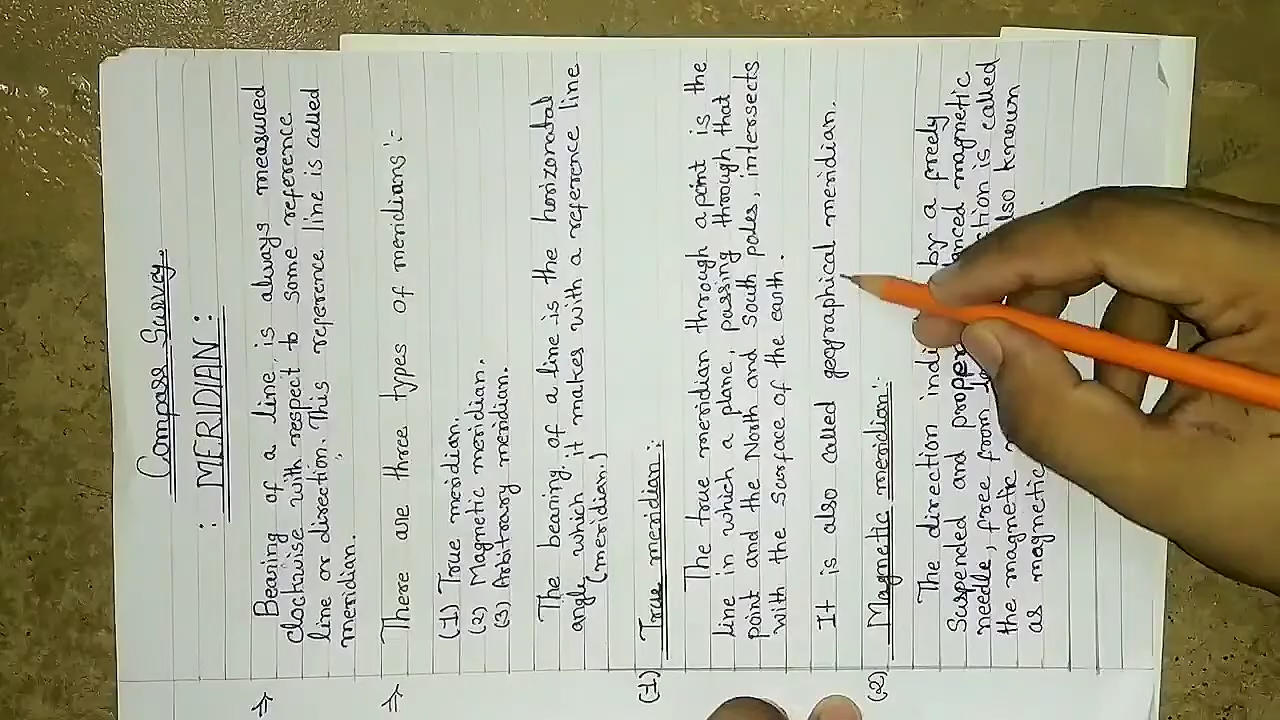 Compass Survey.
: MERIDIAN :
⇒ Bearing of a line, is always measured
clochwise with respect to some reference
line or direction. This, reference line is called
meridian.
⇒ There are three types of meridians:-
(1) True meridian.
(2) Magnetic meridian.
(3) Arbitrary meridian.
The bearing of a line is the horizontal
angle which it makes with a reference line
(meridian.)
(1) True meridian:-
The true meridian through a point is the
line in which a plane, passing through that
point and the North and South poles, intersects
with the surface of the earth.
It is also called geographical meridian.
(2) Magnetic meridian:-
The direction by a freely
Suspended and magnetic
needle, free from is called
the magnetic known
as magnetic